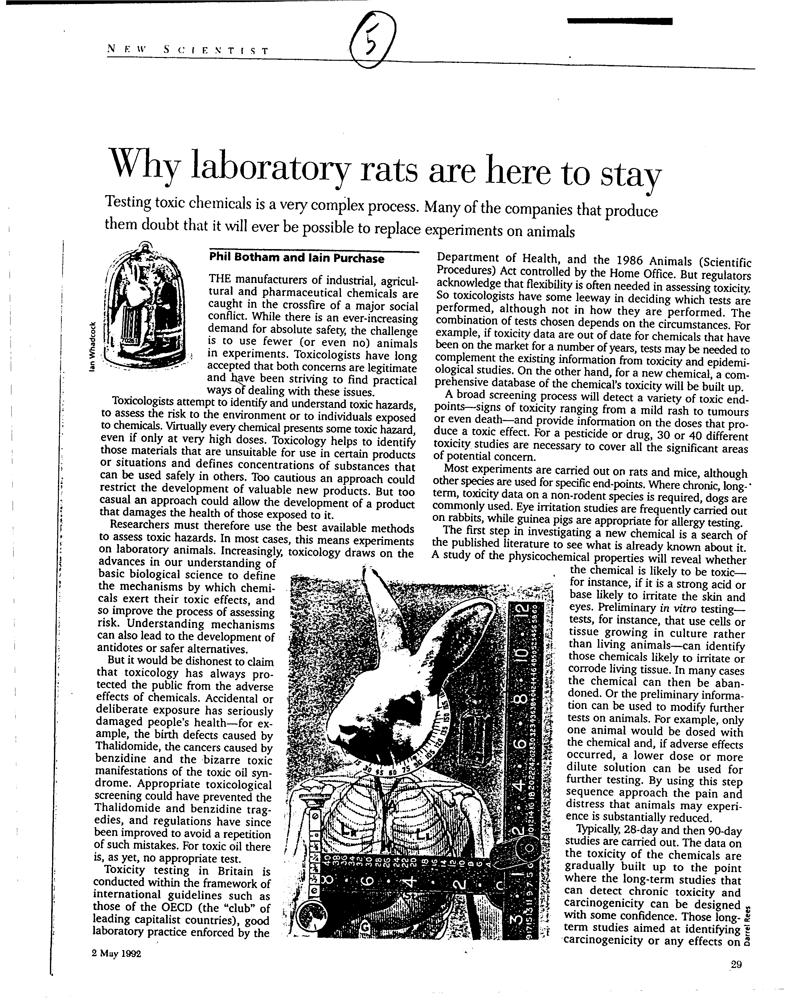 5
NEW SCIENTIST
Why laboratory rats are here to stay
Testing toxic chemicals is a very complex process. Many of the companies that produce
them doubt that it will ever be possible to replace experiments on animals
Ian Whadcock
Phil Botham and Iain Purchase
THE manufacturers of industrial, agricul-
tural and pharmaceutical chemicals are
caught in the crossfire of a major social
conflict. While there is an ever-increasing
demand for absolute safety, the challenge
is to use fewer (or even no) animals
in experiments. Toxicologists have long
accepted that both concerns are legitimate
and have been striving to find practical
ways of dealing with these issues.
Toxicologists attempt to identify and understand toxic hazards,
to assess the risk to the environment or to individuals exposed
to chemicals. Virtually every chemical presents some toxic hazard,
even if only at very high doses. Toxicology helps to identify
those materials that are unsuitable for use in certain products
or situations and defines concentrations of substances that
can be used safely in others. Too cautious an approach could
restrict the development of valuable new products. But too
casual an approach could allow the development of a product
that damages the health of those exposed to it.
Researchers must therefore use the best available methods
to assess toxic hazards. In most cases, this means experiments
on laboratory animals. Increasingly, toxicology draws on the
advances in our understanding of
basic biological science to define
the mechanisms by which chemi-
cals exert their toxic effects, and
so improve the process of assessing
risk. Understanding mechanisms
can also lead to the development of
antidotes or safer alternatives.
But it would be dishonest to claim
that toxicology has always pro-
tected the public from the adverse
effects of chemicals. Accidental or
deliberate exposure has seriously
damaged people's health—for ex-
ample, the birth defects caused by
Thalidomide, the cancers caused by
benzidine and the bizarre toxic
manifestations of the toxic oil syn-
drome. Appropriate toxicological
screening could have prevented the
Thalidomide and benzidine trag-
edies, and regulations have since
been improved to avoid a repetition
of such mistakes. For toxic oil there
is, as yet, no appropriate test.
Toxicity testing in Britain is
conducted within the framework of
international guidelines such as
those of the OECD (the "club" of
leading capitalist countries), good
laboratory practice enforced by the
Department of Health, and the 1986 Animals (Scientific
Procedures) Act controlled by the Home Office. But regulators
acknowledge that flexibility is often needed in assessing toxicity.
So toxicologists have some leeway in deciding which tests are
performed, although not in how they are performed. The
combination of tests chosen depends on the circumstances. For
example, if toxicity data are out of date for chemicals that have
been on the market for a number of years, tests may be needed to
complement the existing information from toxicity and epidemi-
ological studies. On the other hand, for a new chemical, a com-
prehensive database of the chemical's toxicity will be built up.
A broad screening process will detect a variety of toxic end-
points—signs of toxicity ranging from a mild rash to tumours
or even death—and provide information on the doses that pro-
duce a toxic effect. For a pesticide or drug, 30 or 40 different
toxicity studies are necessary to cover all the significant areas
of potential concern.
Most experiments are carried out on rats and mice, although
other species are used for specific end-points. Where chronic, long-
term, toxicity data on a non-rodent species is required, dogs are
commonly used. Eye irritation studies are frequently carried out
on rabbits, while guinea pigs are appropriate for allergy testing.
The first step in investigating a new chemical is a search of
the published literature to see what is already known about it.
A study of the physicochemical properties will reveal whether
the chemical is likely to be toxic—
for instance, if it is a strong acid or
base likely to irritate the skin and
eyes. Preliminary in vitro testing—
tests, for instance, that use cells or
tissue growing in culture rather
than living animals—can identify
those chemicals likely to irritate or
corrode living tissue. In many cases
the chemical can then be aban-
doned. Or the preliminary informa-
tion can be used to modify further
tests on animals. For example, only
one animal would be dosed with
the chemical and, if adverse effects
occurred, a lower dose or more
dilute solution can be used for
further testing. By using this step
sequence approach the pain and
distress that animals may experi-
ence is substantially reduced.
Typically, 28-day and then 90-day
studies are carried out. The data on
the toxicity of the chemicals are
gradually built up to the point
where the long-term studies that
can detect chronic toxicity and
carcinogenicity can be designed
with some confidence. Those long-
term studies aimed at identifying
carcinogenicity or any effects on
Darrel Rees
2 May 1992
29